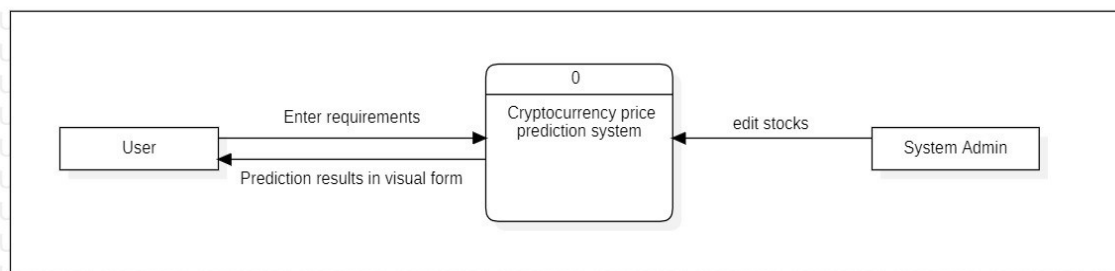 0
Cryptocurrency price
prediction system
Enter requirements
edit stocks
User
System Admin
Prediction results in visual form